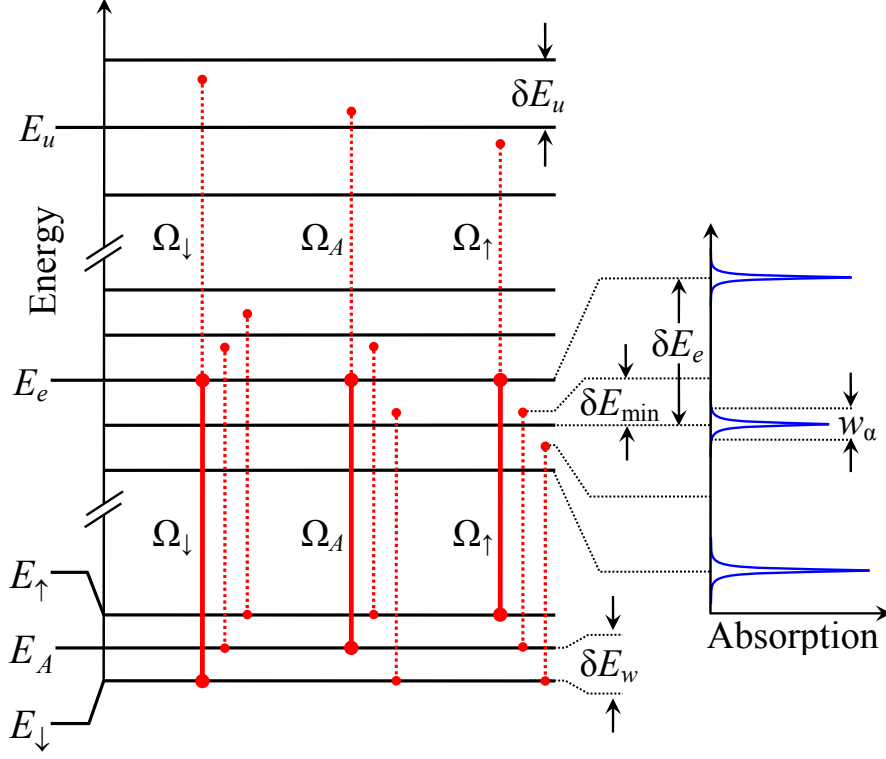 δE_u
E_u
Energy
Ω_↓ Ω_A Ω_↑
δE_e
E_e
δE_min
w_α
Ω_↓ Ω_A Ω_↑
E_↑
Absorption
E_A
δE_w
E_↓